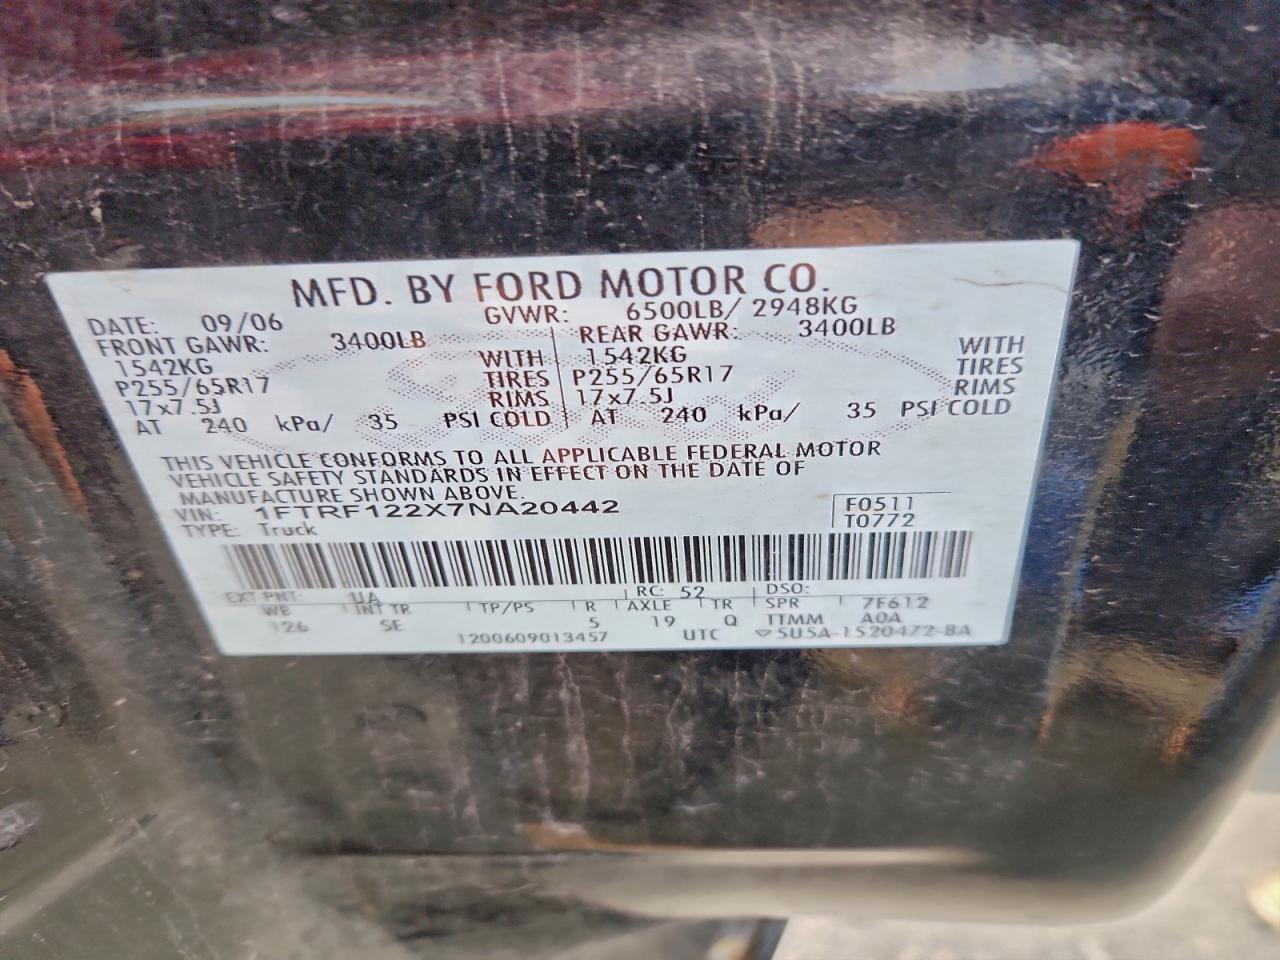 MFD. BY FORD MOTOR CO.
DATE: 09/06 GVWR: 6500LB/ 2948KG
FRONT GAWR: 3400LB REAR GAWR: 3400LB
1542KG WITH 1542KG WITH
P255/65R17 TIRES P255/65R17 TIRES
17x7.5J RIMS 17x7.5J RIMS
AT 240 kPa/ 35 PSI COLD AT 240 kPa/ 35 PSI COLD
THIS VEHICLE CONFORMS TO ALL APPLICABLE FEDERAL MOTOR
VEHICLE SAFETY STANDARDS IN EFFECT ON THE DATE OF
MANUFACTURE SHOWN ABOVE.
VIN: 1FTRF122X7NA20442 F0511
TYPE: Truck T0772
EXT PNT: UA RC: 52 DSO:
WB INT TR TP/PS R AXLE TR SPR 7F612
126 SE 5 19 Q TTMM A0A
1200609013457 UTC ▽5U5A-1520472-BA